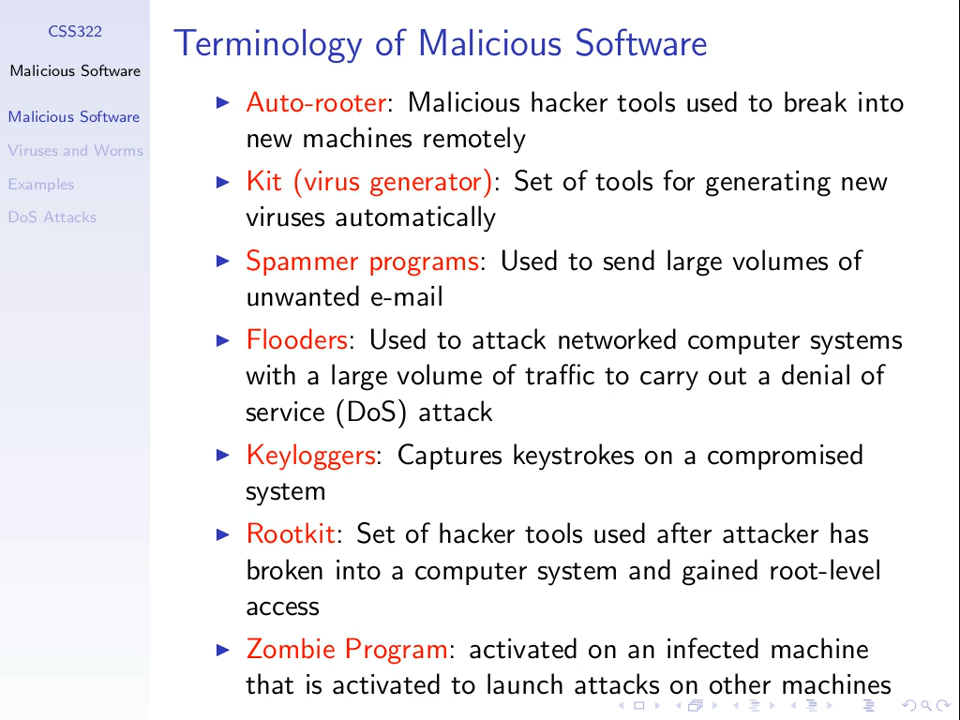 CSS322
Malicious Software
Malicious Software
Viruses and Worms
Examples
DoS Attacks
Terminology of Malicious Software
Auto-rooter: Malicious hacker tools used to break into
new machines remotely
Kit (virus generator): Set of tools for generating new
viruses automatically
Spammer programs: Used to send large volumes of
unwanted e-mail
Flooders: Used to attack networked computer systems
with a large volume of traffic to carry out a denial of
service (DoS) attack
Keyloggers: Captures keystrokes on a compromised
system
Rootkit: Set of hacker tools used after attacker has
broken into a computer system and gained root-level
access
Zombie Program: activated on an infected machine
that is activated to launch attacks on other machines